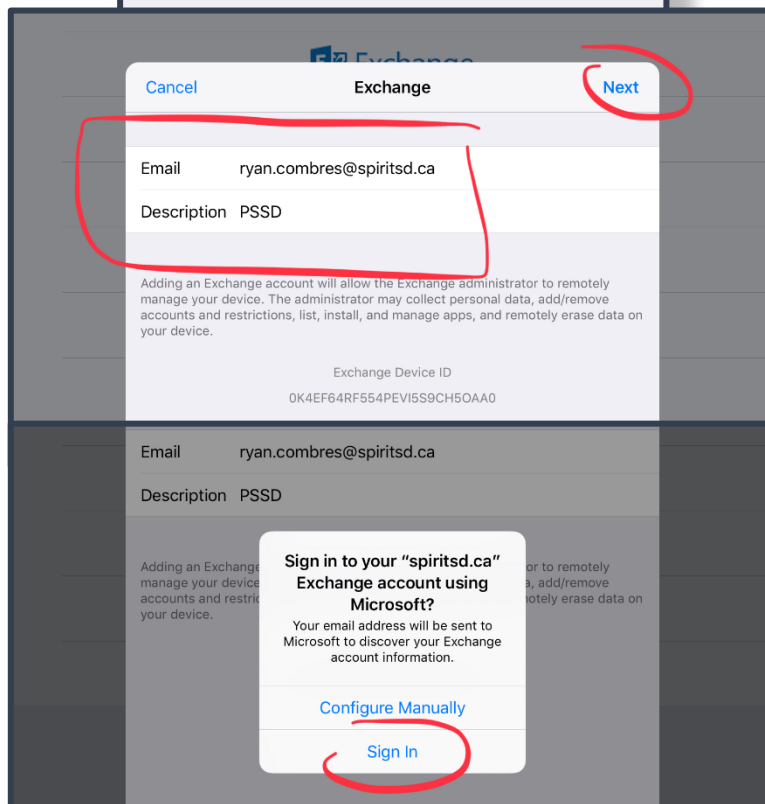 Exchange
Cancel Exchange Next
Email ryan.combres@spiritsd.ca
Description PSSD
Adding an Exchange account will allow the Exchange administrator to remotely
manage your device. The administrator may collect personal data, add/remove
accounts and restrictions, list, install, and manage apps, and remotely erase data on
your device.
Exchange Device ID
0K4EF64RF554PEVI5S9CH5OAA0
Email ryan.combres@spiritsd.ca
Description PSSD
Adding an Exchange or to remotely
manage your device a, add/remove
accounts and notely erase data on
your device.
Sign in to your “spiritsd.ca”
Exchange account using
Microsoft?
Your email address will be sent to
Microsoft to discover your Exchange
account information.
Configure Manually
Sign In